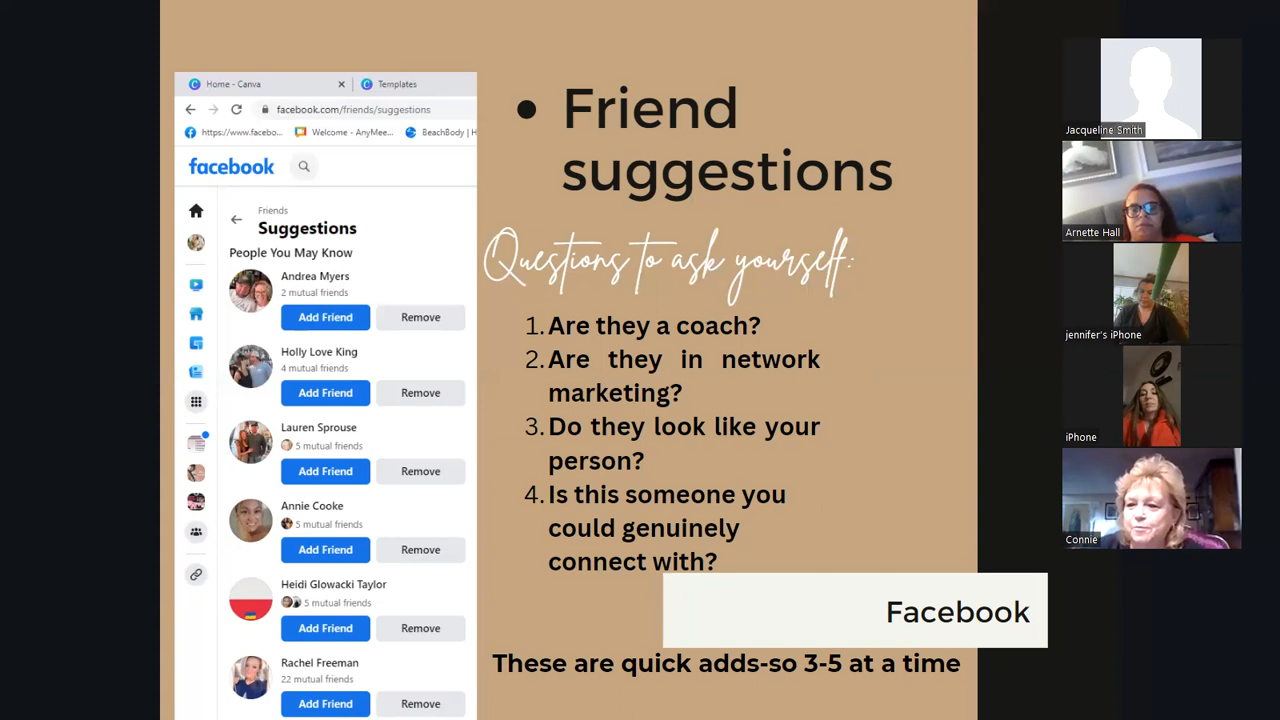 Home - Canva
Templates
facebook.com/friends/suggestions
https://www.facebo...
Welcome - AnyMee...
BeachBody | H
facebook
Friends
Suggestions
People You May Know
Andrea Myers
2 mutual friends
Add Friend
Remove
Holly Love King
4 mutual friends
Add Friend
Remove
Lauren Sprouse
5 mutual friends
Add Friend
Remove
Annie Cooke
5 mutual friends
Add Friend
Remove
Heidi Glowacki Taylor
5 mutual friends
Add Friend
Remove
Rachel Freeman
22 mutual friends
Add Friend
Remove
• Friend
suggestions
Questions to ask yourself:
1. Are they a coach?
2. Are they in network
marketing?
3. Do they look like your
person?
4. Is this someone you
could genuinely
connect with?
Facebook
These are quick adds-so 3-5 at a time
Jacqueline Smith
Arnette Hall
jennifer's iPhone
iPhone
Connie